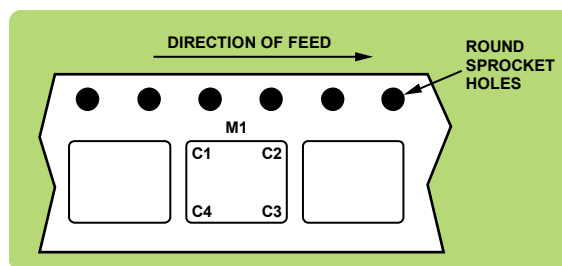 DIRECTION OF FEED
ROUND
SPROCKET
HOLES
M1
C1 C2
C4 C3